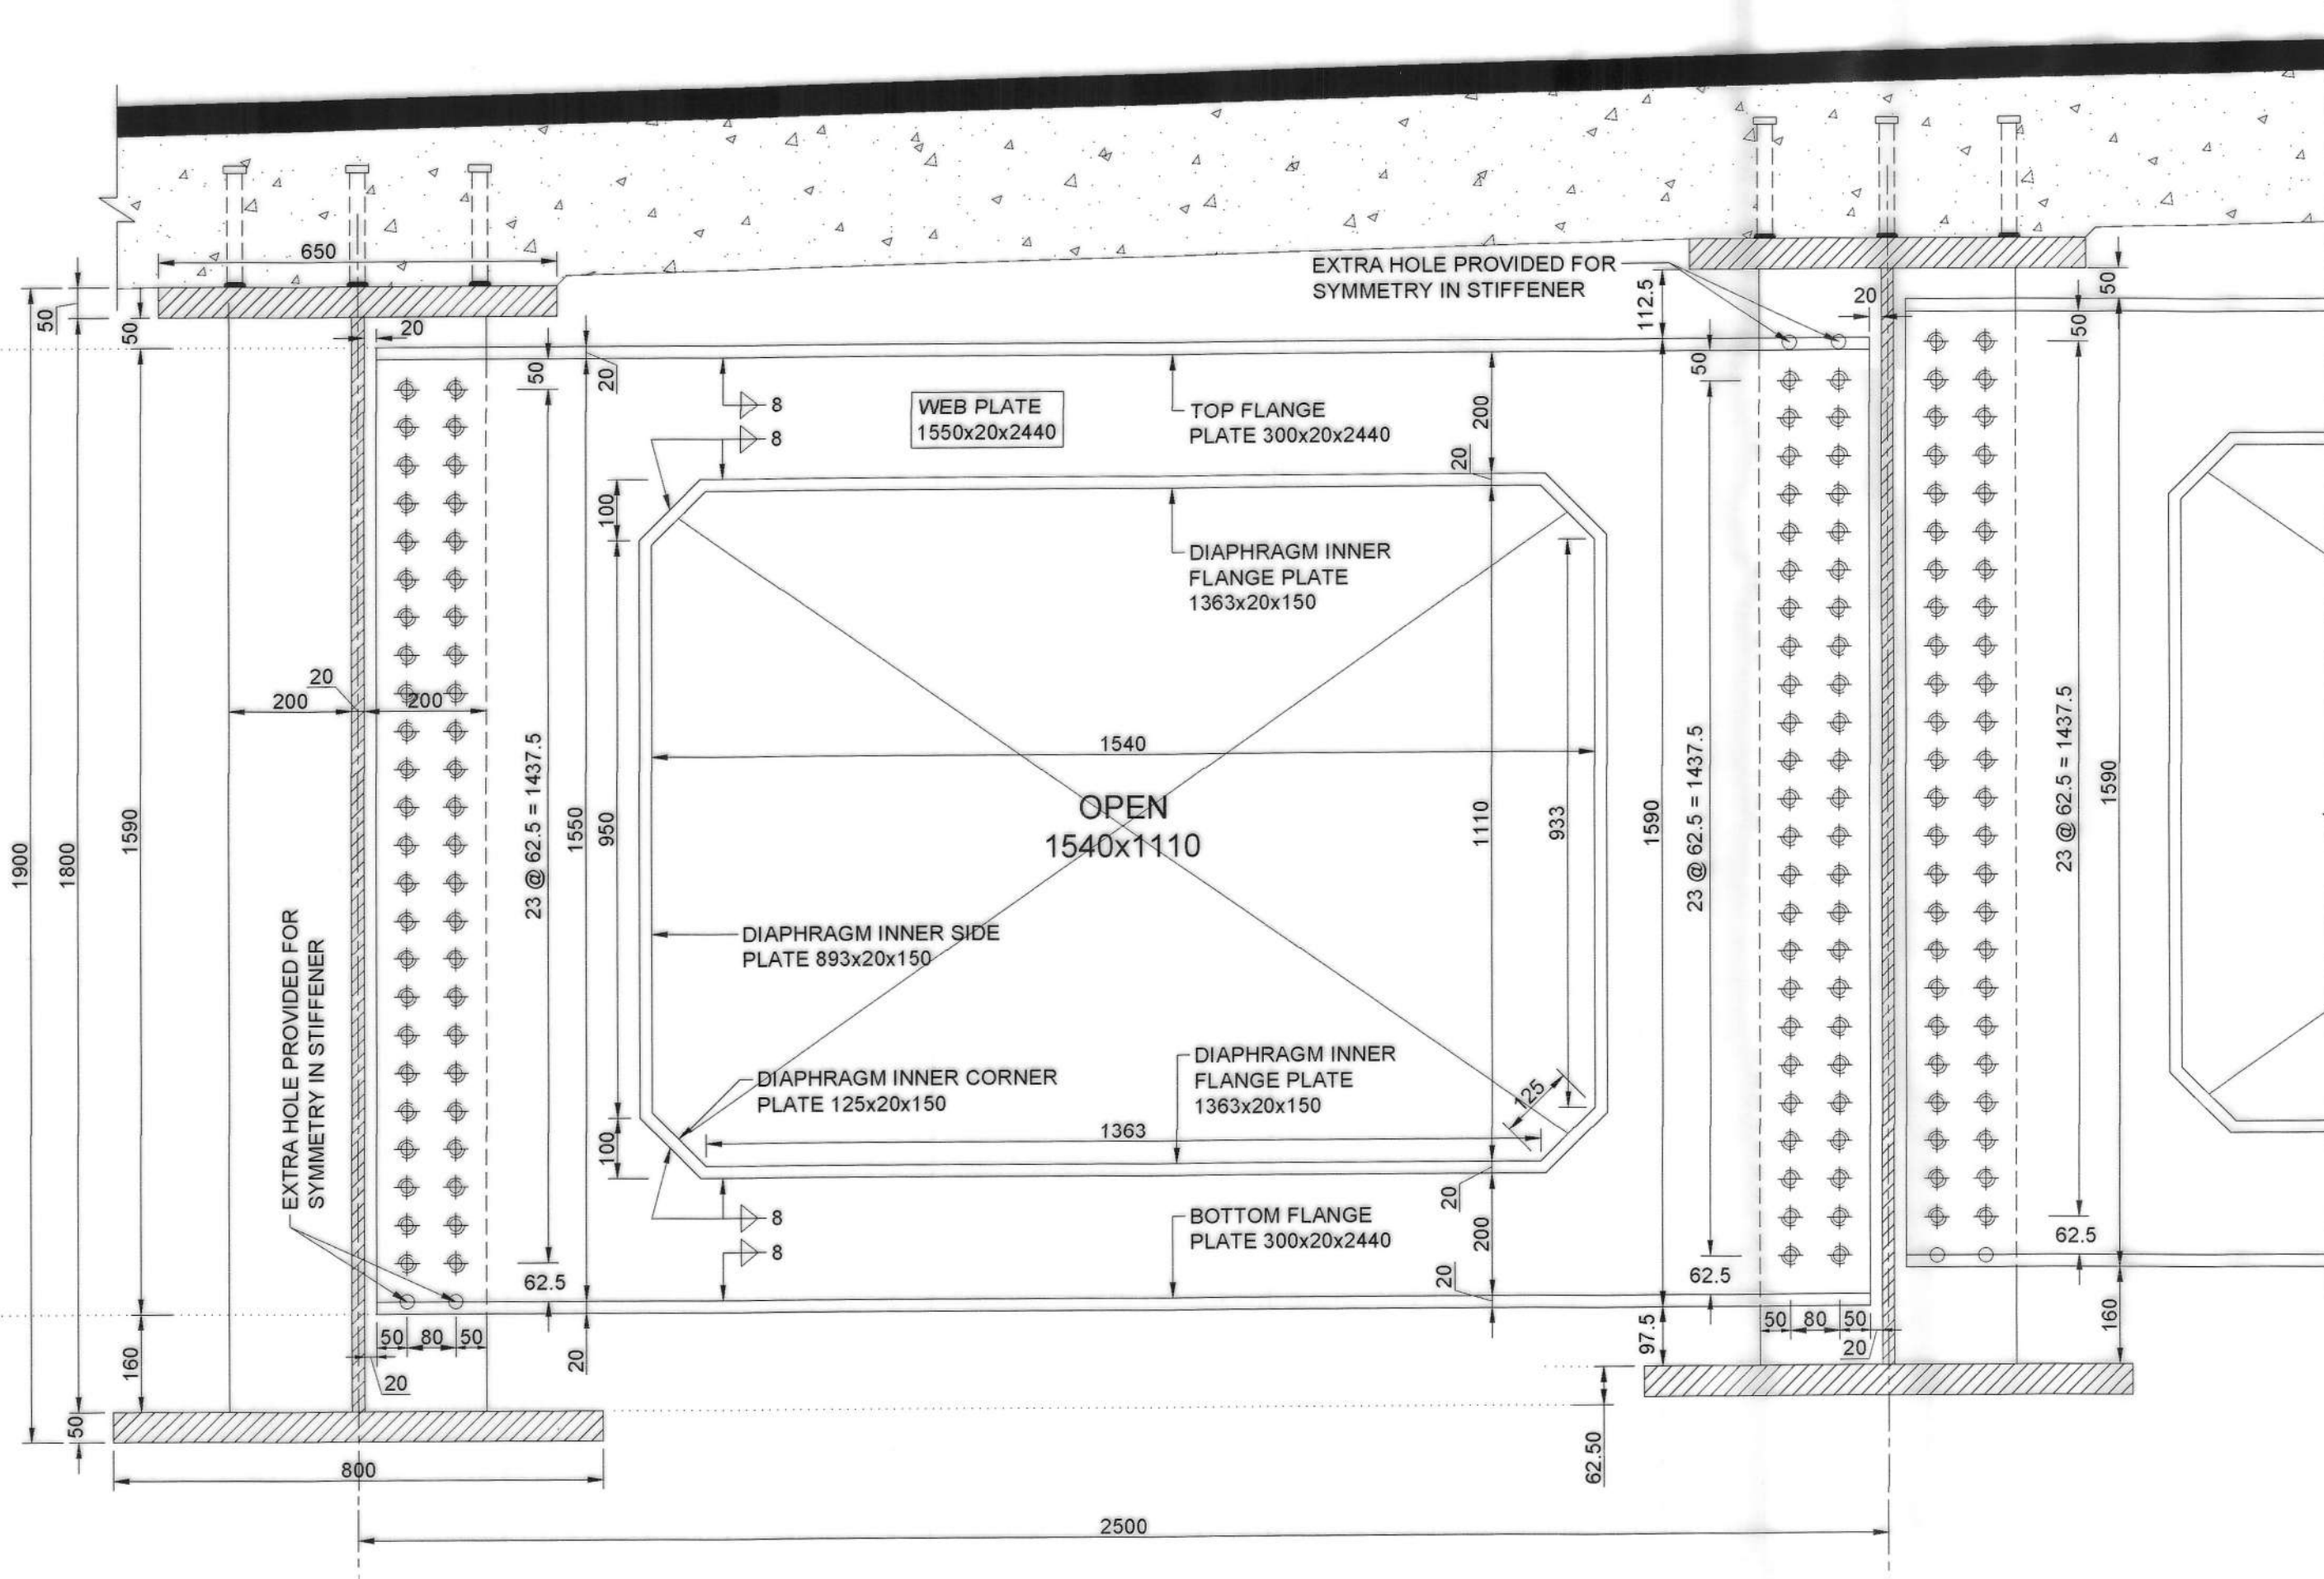 650
50
50
20
EXTRA HOLE PROVIDED FOR
SYMMETRY IN STIFFENER
112.5
20
50
50
50
20
8
8
WEB PLATE
1550x20x2440
TOP FLANGE
PLATE 300x20x2440
200
20
50
100
DIAPHRAGM INNER
FLANGE PLATE
1363x20x150
20
200
200
1540
OPEN
1540x1110
1900
1800
1590
23 @ 62.5 = 1437.5
1550
950
1110
933
1590
23 @ 62.5 = 1437.5
23 @ 62.5 = 1437.5
1590
DIAPHRAGM INNER SIDE
PLATE 893x20x150
EXTRA HOLE PROVIDED FOR
SYMMETRY IN STIFFENER
DIAPHRAGM INNER CORNER
PLATE 125x20x150
DIAPHRAGM INNER
FLANGE PLATE
1363x20x150
125
1363
100
20
8
8
BOTTOM FLANGE
PLATE 300x20x2440
200
20
62.5
62.5
62.5
50 80 50
20
20
160
97.5
50 80 50
20
160
50
62.50
800
2500